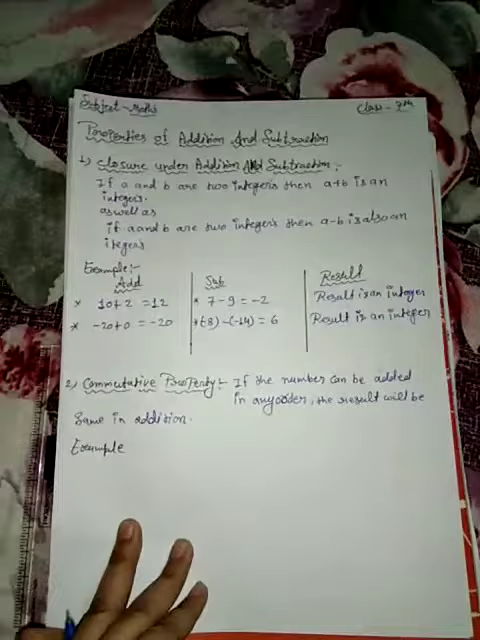 Subject - Maths Class - 7th
Properties of Addition And Subtraction
1.) Closure under Addition And Subtraction :-
If a and b are two integers then a+b is an
integers.
as well as
if a and b are two integers then a-b is also an
itegers
Example:-
Add Sub Result
* 10+2 =12 * 7-9 = -2 Result is an integer
* -20+0 = -20 * (-8) -(-14) = 6 Result is an integer
2.) Commutative Property :- If the number can be added
in any order, the result will be
Same in addition.
Example